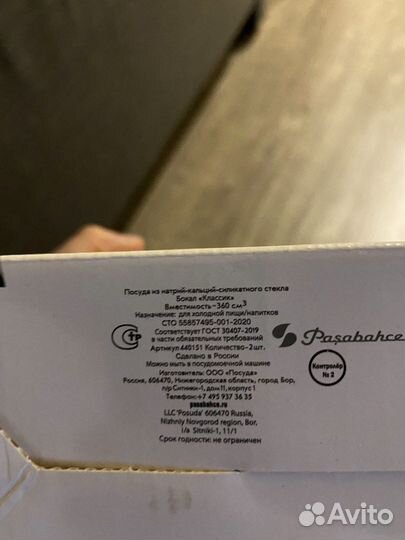 Посуда из натрий-кальций-силикатного стекла
Бокал «Классик»
Вместимость -360 см³
Назначение: для холодной пищи/напитков
СТО 55857495-001-2020
Соответствует ГОСТ 30407-2019
в части обязательных требований
Артикул 440151 Количество-2шт.
Сделано в России
Можно мыть в посудомоечной машине
Изготовитель: ООО «Посуда»
Россия, 606470, Нижегородская область, город Бор,
п/р Ситники-1, дом 11, корпус 1
Телефон:+7 495 937 36 35
pasabahce.ru
LLC 'Posuda' 606470 Russia,
Nizhniy Novgorod region, Bor,
i/a Sitniki-1, 11/1
Срок годности: не ограничен
СТР
Paşabahce
Контролёр
№ 2
Avito